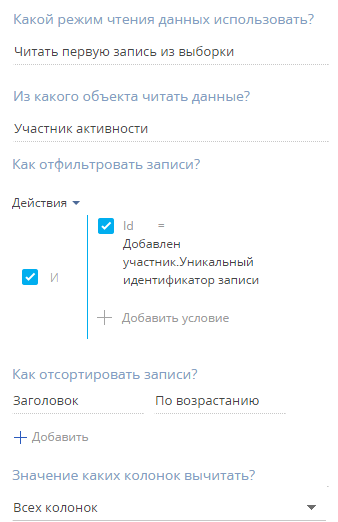 Какой режим чтения данных использовать?
Читать первую запись из выборки
Из какого объекта читать данные?
Участник активности
Как отфильтровать записи?
Действия
Id =
Добавлен
участник.Уникальный
идентификатор записи
И
Добавить условие
Как отсортировать записи?
Заголовок По возрастанию
Добавить
Значение каких колонок вычитать?
Всех колонок